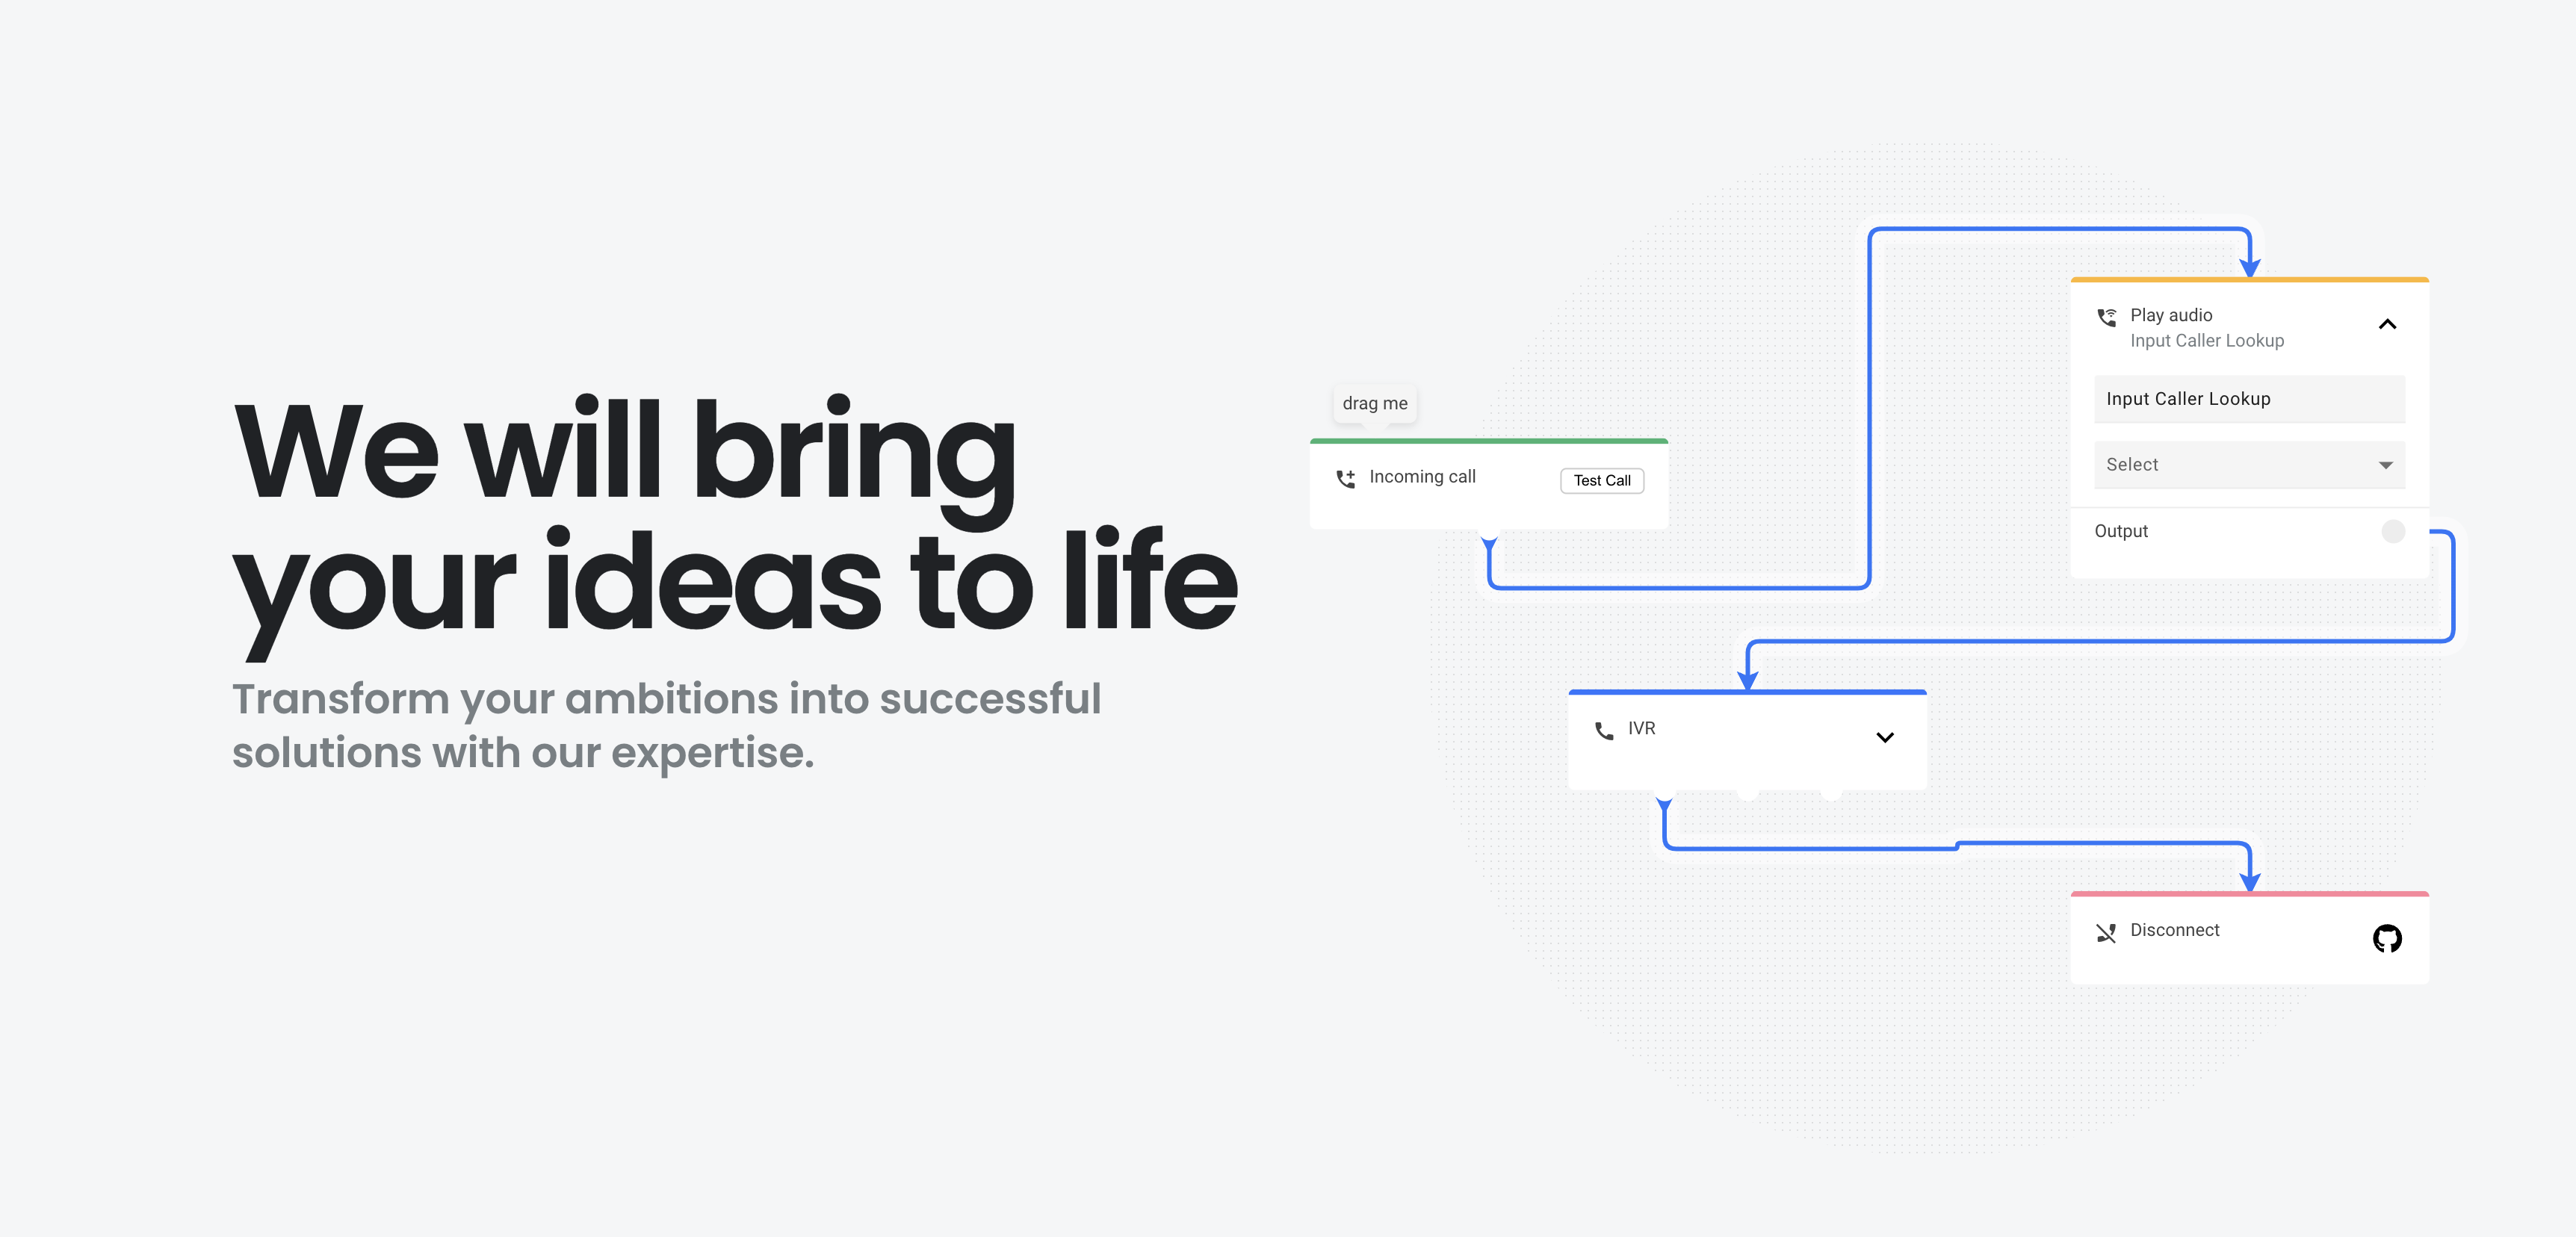 We will bring
your ideas to life
Transform your ambitions into successful
solutions with our expertise.
drag me
Incoming call
Test Call
Play audio
Input Caller Lookup
Input Caller Lookup
Select
Output
IVR
Disconnect